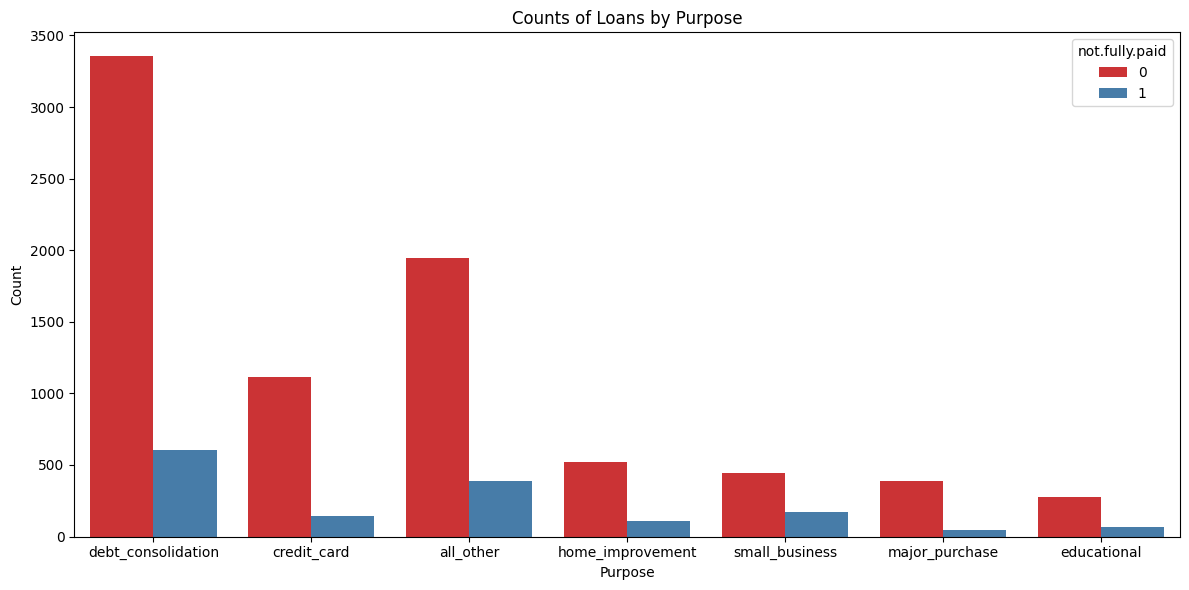 Counts of Loans by Purpose
not.fully.paid
0
1
3500
3000
2500
2000
1500
1000
500
0
Count
debt_consolidation credit_card all_other home_improvement small_business major_purchase educational
Purpose